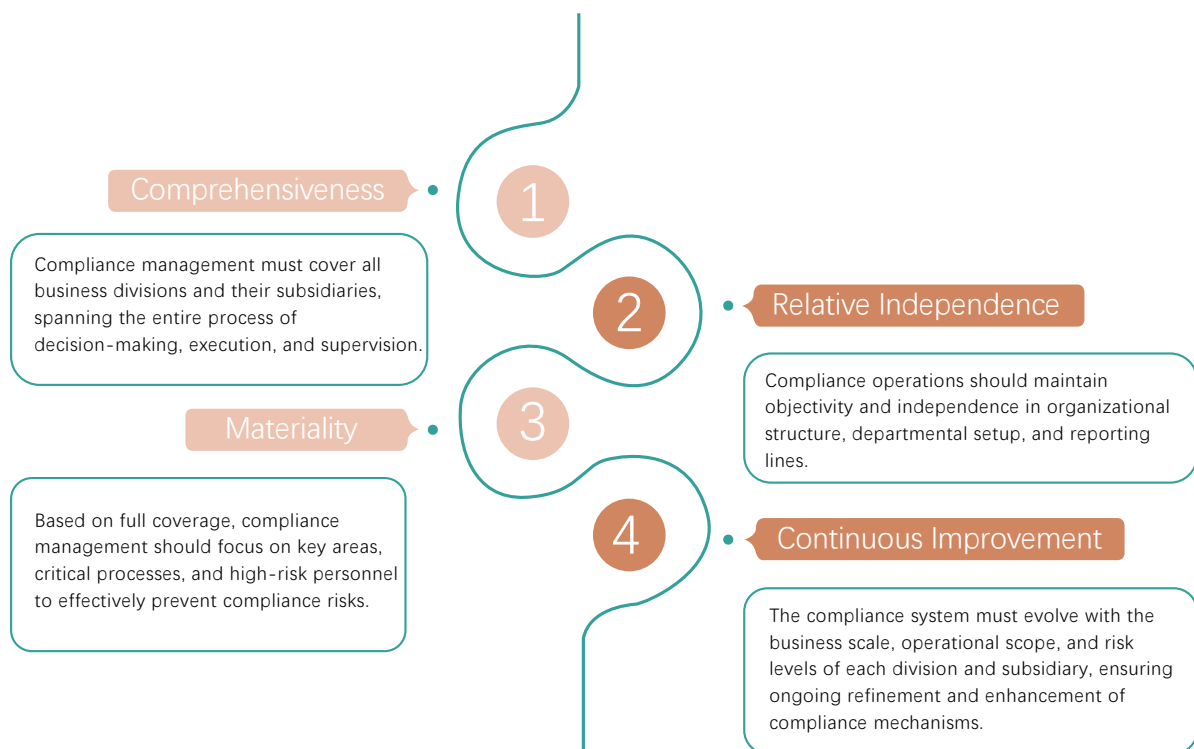 Comprehensiveness
1
Compliance management must cover all
business divisions and their subsidiaries,
spanning the entire process of
decision-making, execution, and supervision.
2
Relative Independence
Compliance operations should maintain
objectivity and independence in organizational
structure, departmental setup, and reporting
lines.
Materiality
3
Based on full coverage, compliance
management should focus on key areas,
critical processes, and high-risk personnel
to effectively prevent compliance risks.
4
Continuous Improvement
The compliance system must evolve with the
business scale, operational scope, and risk
levels of each division and subsidiary, ensuring
ongoing refinement and enhancement of
compliance mechanisms.